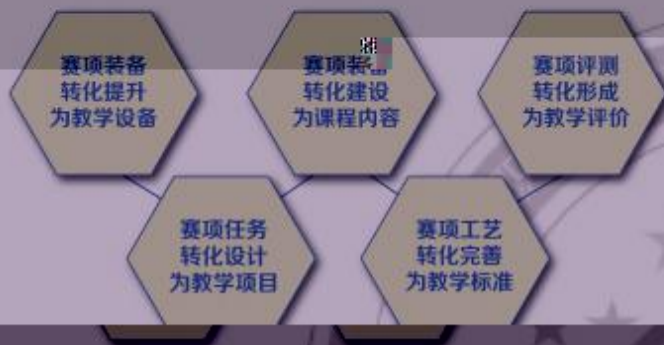 赛项装备
转化提升
为教学设备
赛项装
转化建设
为课程内容
赛项评测
转化形成
为教学评价
赛项任务
转化设计
为教学项目
赛项工艺
转化完善
为教学标准